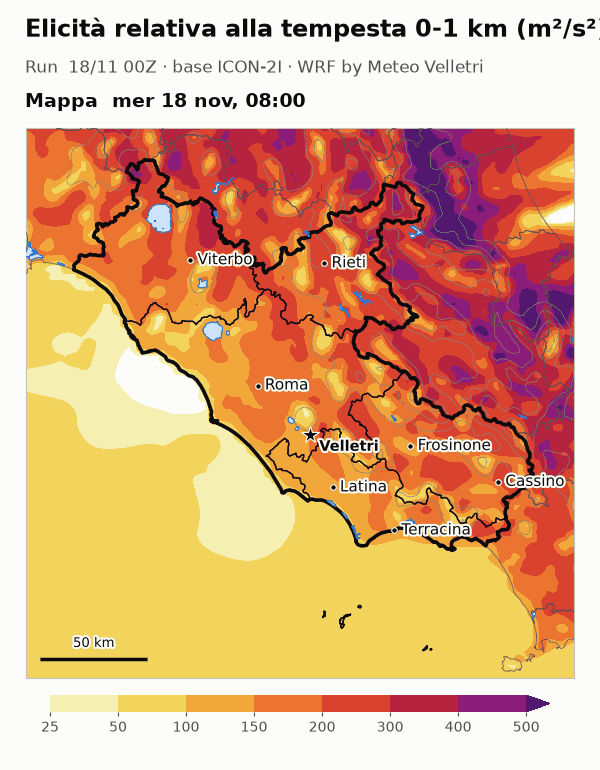 Elicità relativa alla tempesta 0-1 km (m²/s²)
Run  18/11 00Z · base ICON-2I · WRF by Meteo Velletri
Mappa  mer 18 nov, 08:00
Viterbo
Rieti
Roma
Velletri
Frosinone
Latina
Cassino
Terracina
50 km
25 50 100 150 200 300 400 500